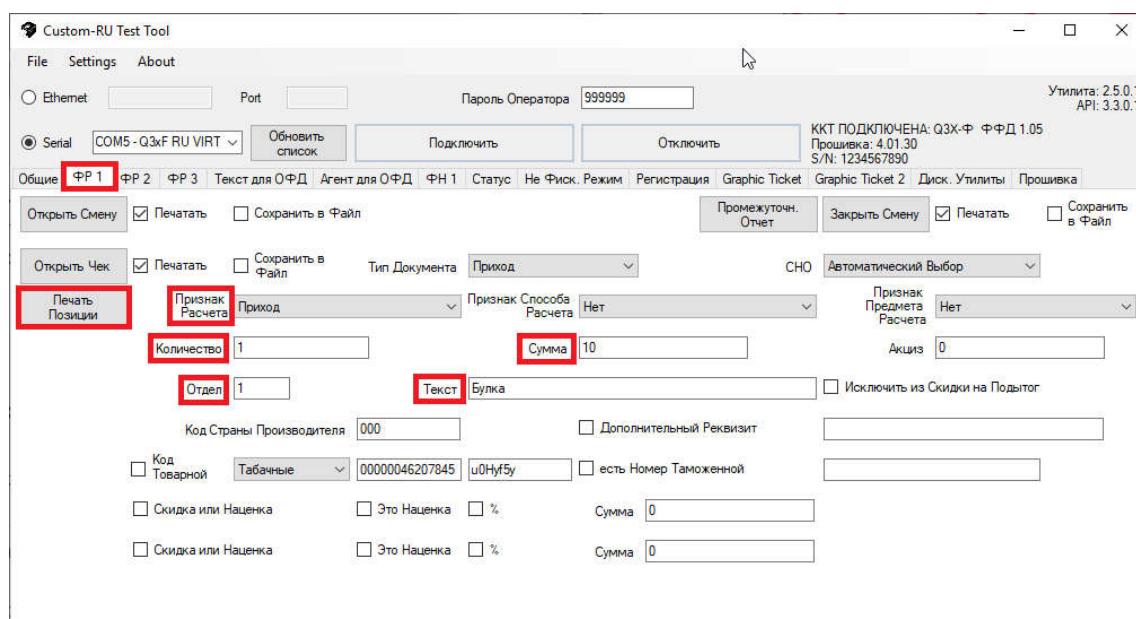 Custom-RU Test Tool
File Settings About
Ethernet Port Пароль Оператора 999999
Утилита: 2.5.0.
API: 3.3.0.
Serial COM5 - Q3xF RU VIRT Обновить список Подключить Отключить
ККТ ПОДКЛЮЧЕНА: Q3X-Ф ФФД 1.05
Прошивка: 4.01.30
S/N: 1234567890
Общие ФР 1 ФР 2 ФР 3 Текст для ОФД Агент для ОФД ФН 1 Статус Не Фиск. Режим Регистрация Graphic Ticket Graphic Ticket 2 Диск. Утилиты Прошивка
Открыть Смену Печатать Сохранить в Файл Промежуточн. Отчет Закрыть Смену Печатать Сохранить в Файл
Открыть Чек Печатать Сохранить в Файл Тип Документа Приход СНО Автоматический Выбор
Печать Позиции Признак Расчета Приход Признак Способа Расчета Нет Признак Предмета Расчета Нет
Количество 1 Сумма 10 Акциз 0
Отдел 1 Текст Булка Исключить из Скидки на Подытог
Код Страны Производителя 000 Дополнительный Реквизит
Код Товарной Табачные 00000046207845 u0Hyf5y есть Номер Таможенной
Скидка или Наценка Это Наценка % Сумма 0
Скидка или Наценка Это Наценка % Сумма 0